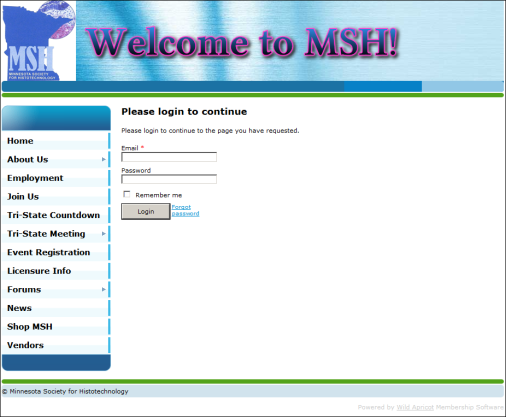 MSH
MINNESOTA SOCIETY
FOR HISTOTECHNOLOGY
Welcome to MSH!
Home
About Us
Employment
Join Us
Tri-State Countdown
Tri-State Meeting
Event Registration
Licensure Info
Forums
News
Shop MSH
Vendors
Please login to continue
Please login to continue to the page you have requested.
Email *
Password
Remember me
Login
Forgot
password
© Minnesota Society for Histotechnology
Powered by Wild Apricot Membership Software